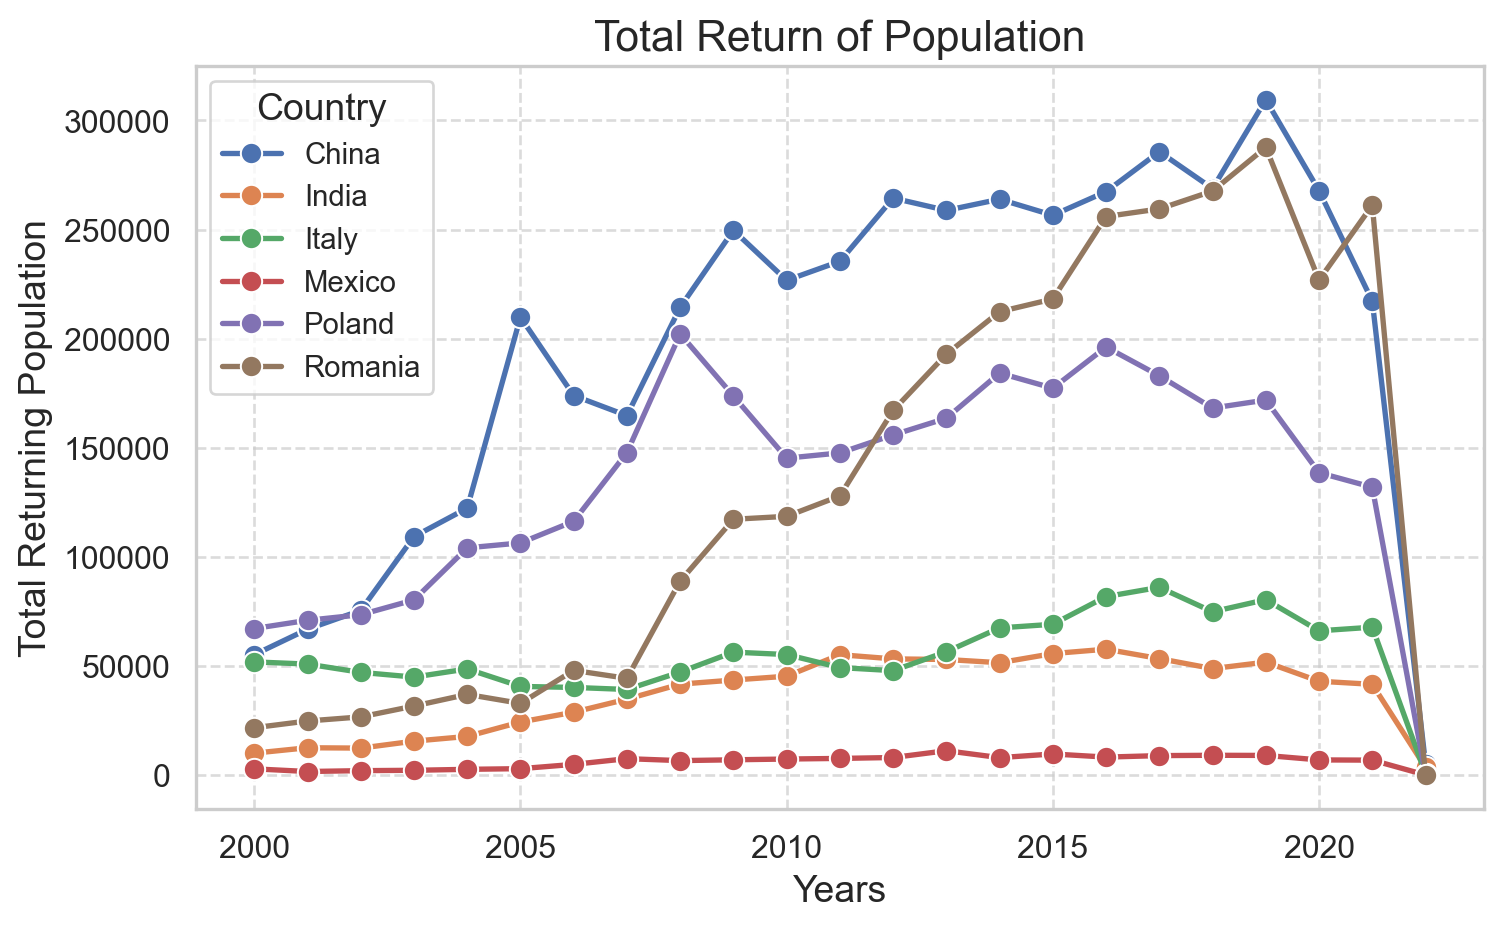 Total Return of Population
Total Returning Population
300000
250000
200000
150000
100000
50000
0
Country
China
India
Italy
Mexico
Poland
Romania
2000 2005 2010 2015 2020
Years